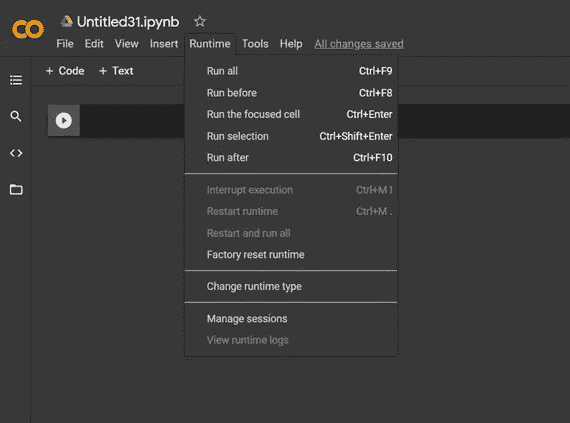 Untitled31.ipynb
File Edit View Insert Runtime Tools Help All changes saved
+ Code + Text
Run all Ctrl+F9
Run before Ctrl+F8
Run the focused cell Ctrl+Enter
Run selection Ctrl+Shift+Enter
Run after Ctrl+F10
Interrupt execution Ctrl+M I
Restart runtime Ctrl+M .
Restart and run all
Factory reset runtime
Change runtime type
Manage sessions
View runtime logs